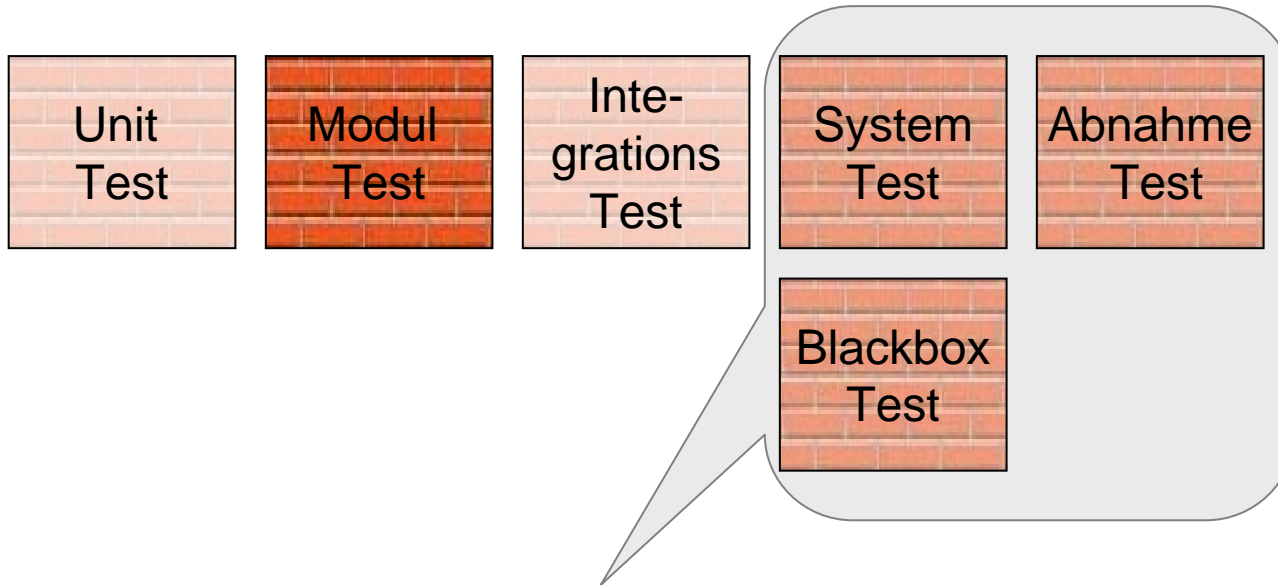 Unit
Test
Modul
Test
Inte-
grations
Test
System
Test
Abnahme
Test
Blackbox
Test